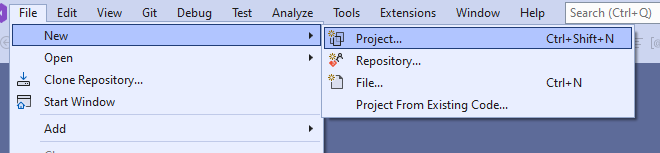 File Edit View Git Debug Test Analyze Tools Extensions Window Help Search (Ctrl+Q)
New
Project... Ctrl+Shift+N
Open
Repository...
Clone Repository...
File... Ctrl+N
Start Window
Project From Existing Code...
Add